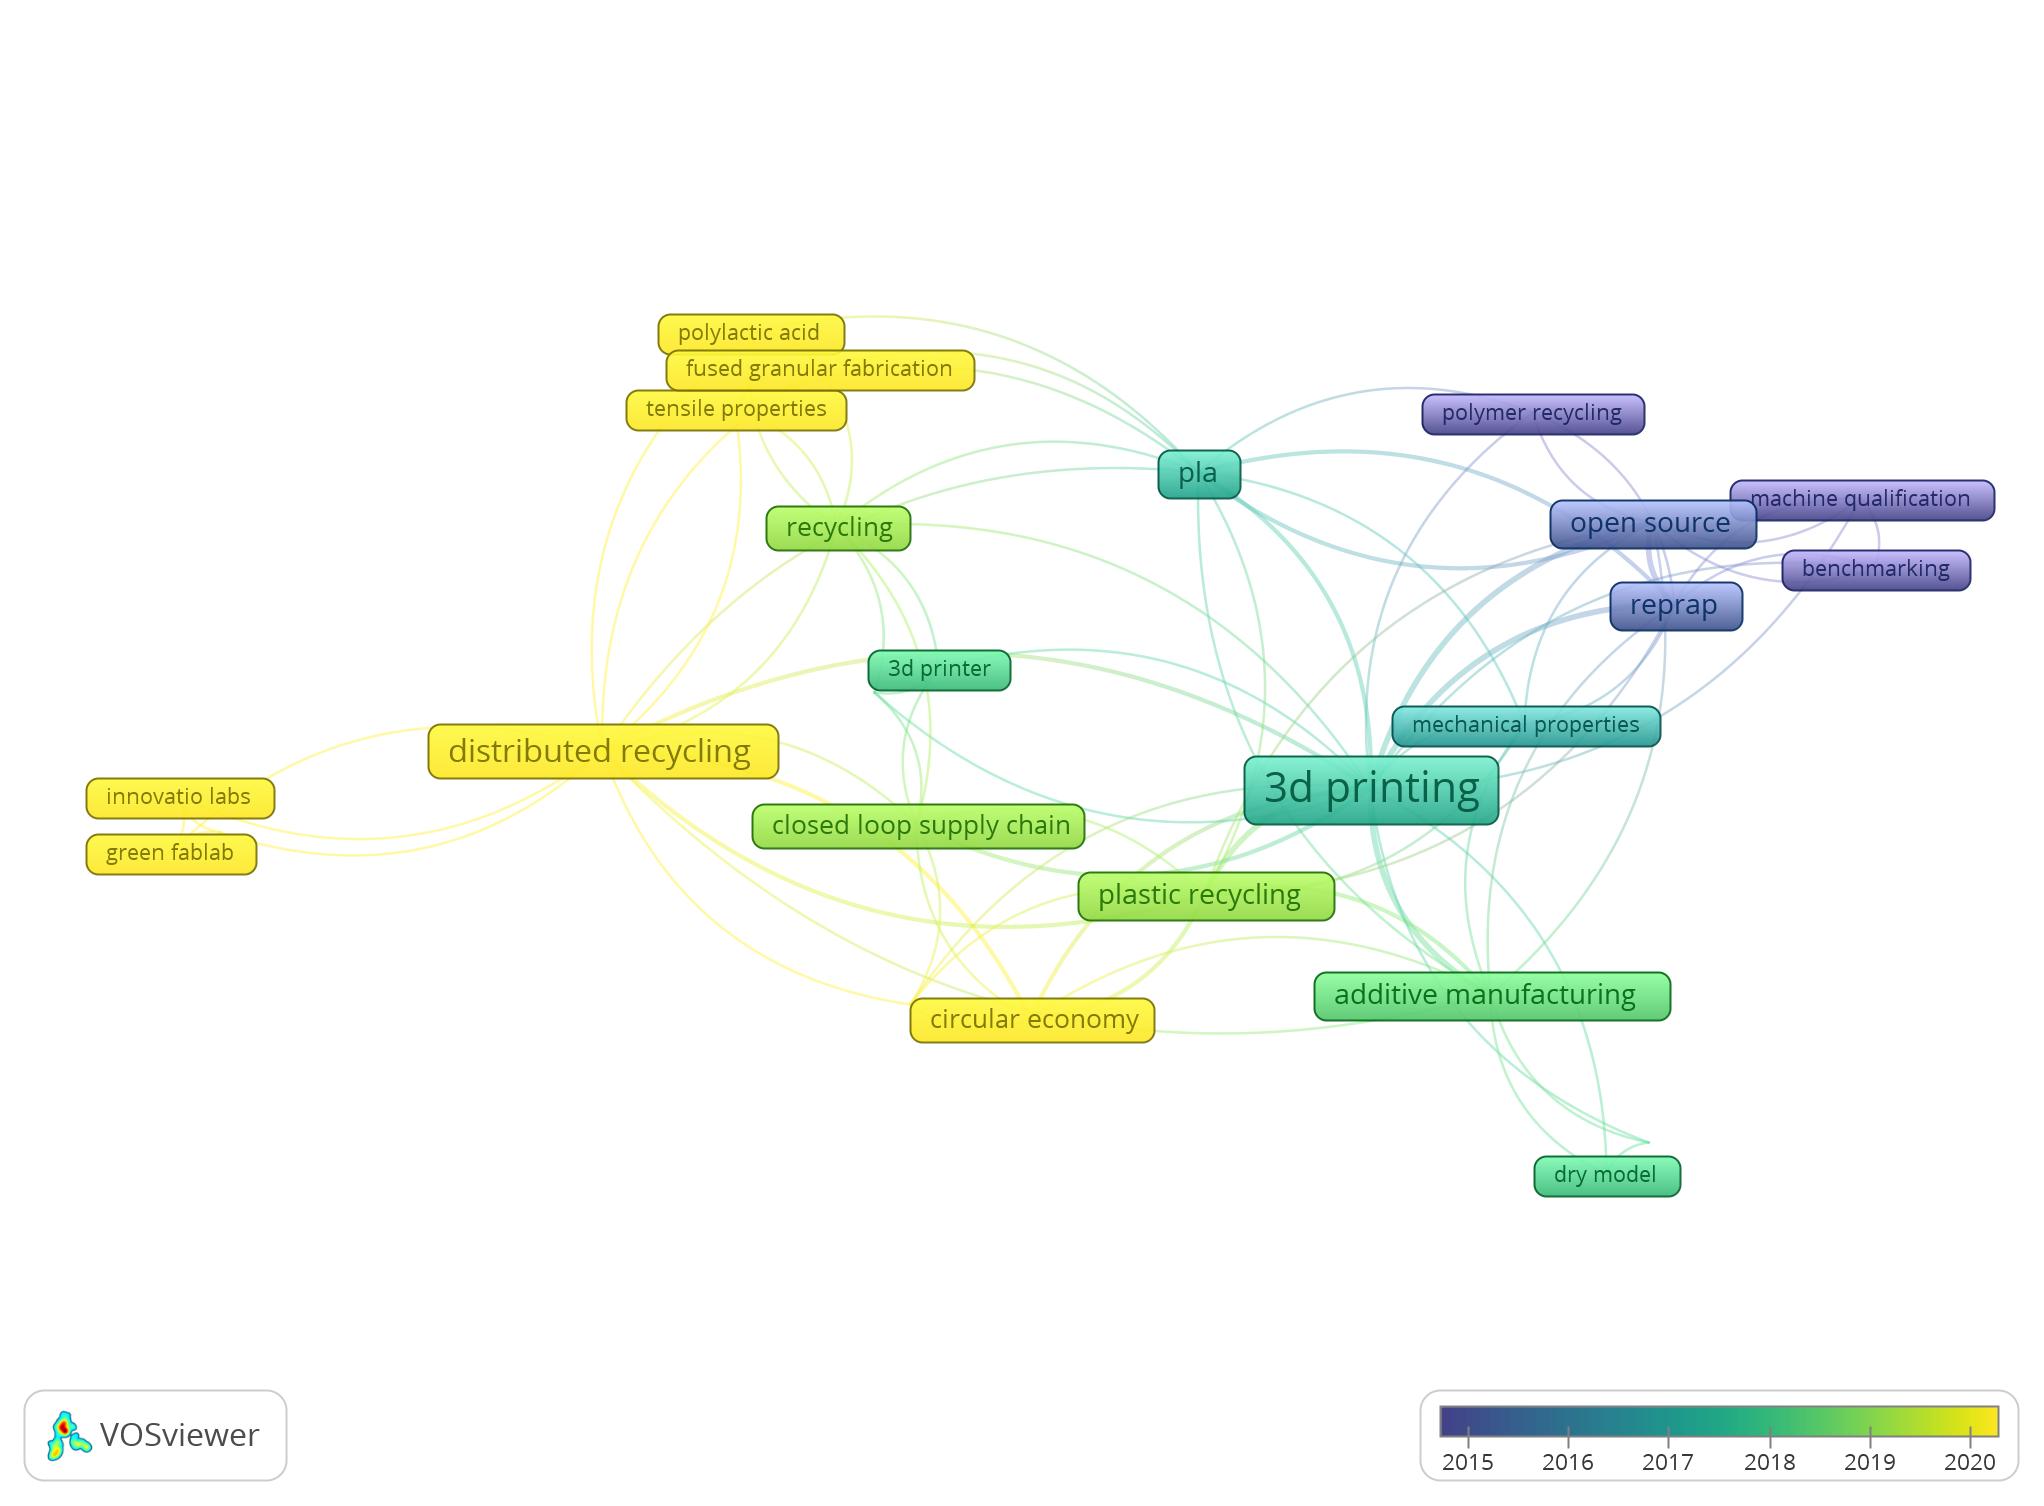 polylactic acid
fused granular fabrication
tensile properties
polymer recycling
pla
machine qualification
open source
recycling
benchmarking
reprap
3d printer
mechanical properties
distributed recycling
3d printing
innovatio labs
closed loop supply chain
green fablab
plastic recycling
additive manufacturing
circular economy
dry model
VOSviewer
2015 2016 2017 2018 2019 2020